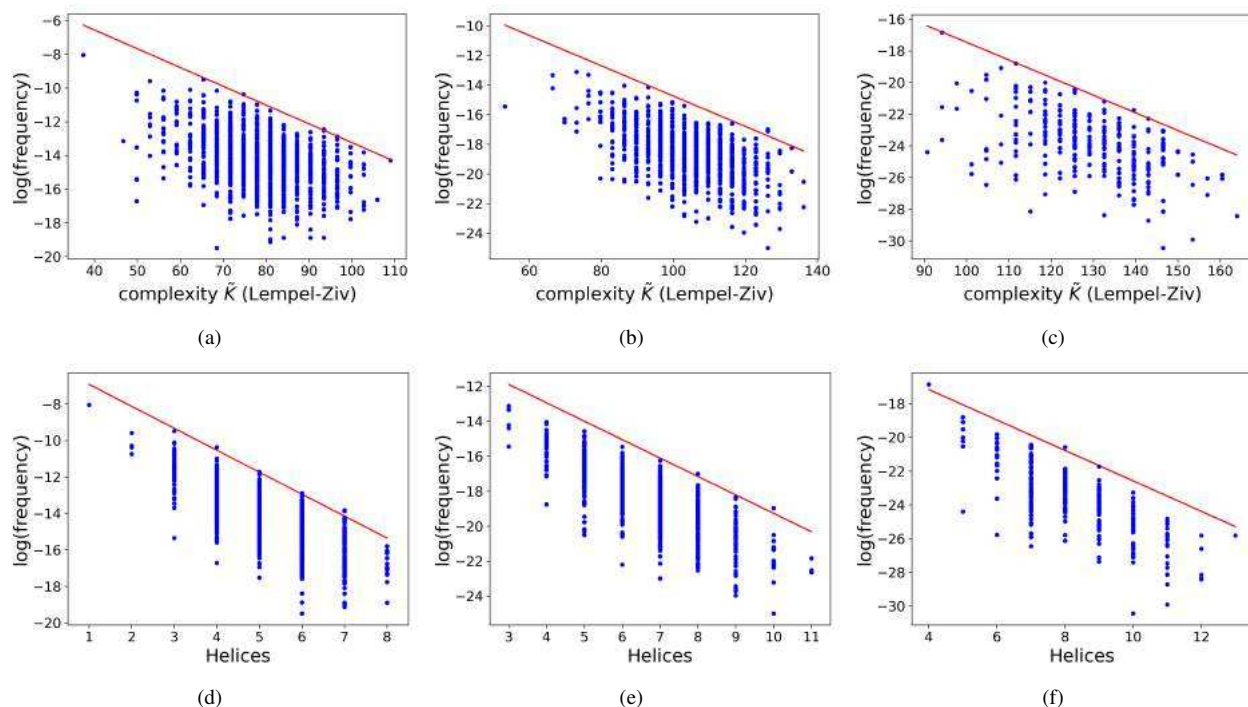 −6
−8
−10
−12
−14
−16
−18
−20
log(frequency)
40 50 60 70 80 90 100 110
complexity K̃ (Lempel-Ziv)
(a)
−10
−12
−14
−16
−18
−20
−22
−24
log(frequency)
60 80 100 120 140
complexity K̃ (Lempel-Ziv)
(b)
−16
−18
−20
−22
−24
−26
−28
−30
log(frequency)
90 100 110 120 130 140 150 160
complexity K̃ (Lempel-Ziv)
(c)
−8
−10
−12
−14
−16
−18
−20
log(frequency)
1 2 3 4 5 6 7 8
Helices
(d)
−12
−14
−16
−18
−20
−22
−24
log(frequency)
3 4 5 6 7 8 9 10 11
Helices
(e)
−18
−20
−22
−24
−26
−28
−30
log(frequency)
4 6 8 10 12
Helices
(f)